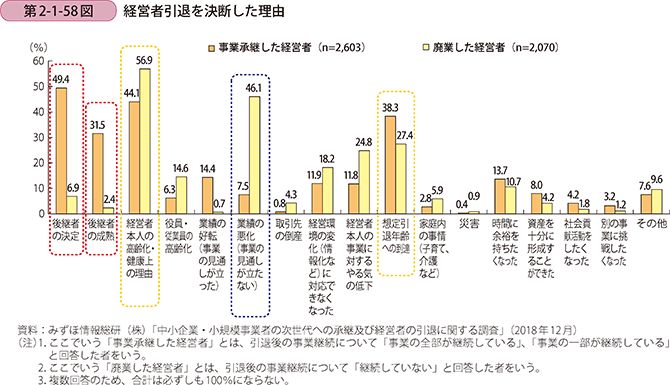 第2-1-58図 経営者引退を決断した理由
(%)
事業承継した経営者(n=2,603) 廃業した経営者(n=2,070)
60
50
40
30
20
10
0
49.4 6.9
31.5 2.4
44.1 56.9
6.3 14.6
14.4 0.7
7.5 46.1
0.8 4.3
11.9 18.2
11.8 24.8
38.3 27.4
2.8 5.9
0.4 0.9
13.7 10.7
8.0 4.2
4.2 1.8
3.2 1.2
7.6 9.6
後継者
の決定
後継者
の成熟
経営者
本人の
高齢化・
健康上
の理由
役員・
従業員の
高齢化
業績の
好転(事
業の見通
しが立
った)
業績の
悪化
(事業の
見通しが
立たない)
取引先
の倒産
経営環
境の変
化(情報
化など)に
対応でき
なくなっ
た
経営者
本人の
事業に
対する
やる気
の低下
想定引
退年齢
への到達
家庭内
の事情
(子育て、
介護
など)
災害
時間に
余裕を
持ちた
くなった
資産を
十分に
形成する
ことが
できた
社会貢
献活動を
したくな
った
別の事
業に挑
戦したく
なった
その他
資料:みずほ情報総研(株)「中小企業・小規模事業者の次世代への承継及び経営者の引退に関する調査」(2018年12月)
(注)1. ここでいう「事業承継した経営者」とは、引退後の事業継続について「事業の全部が継続している」、「事業の一部が継続している」
と回答した者をいう。
2. ここでいう「廃業した経営者」とは、引退後の事業継続について「継続していない」と回答した者をいう。
3. 複数回答のため、合計は必ずしも100%にならない。